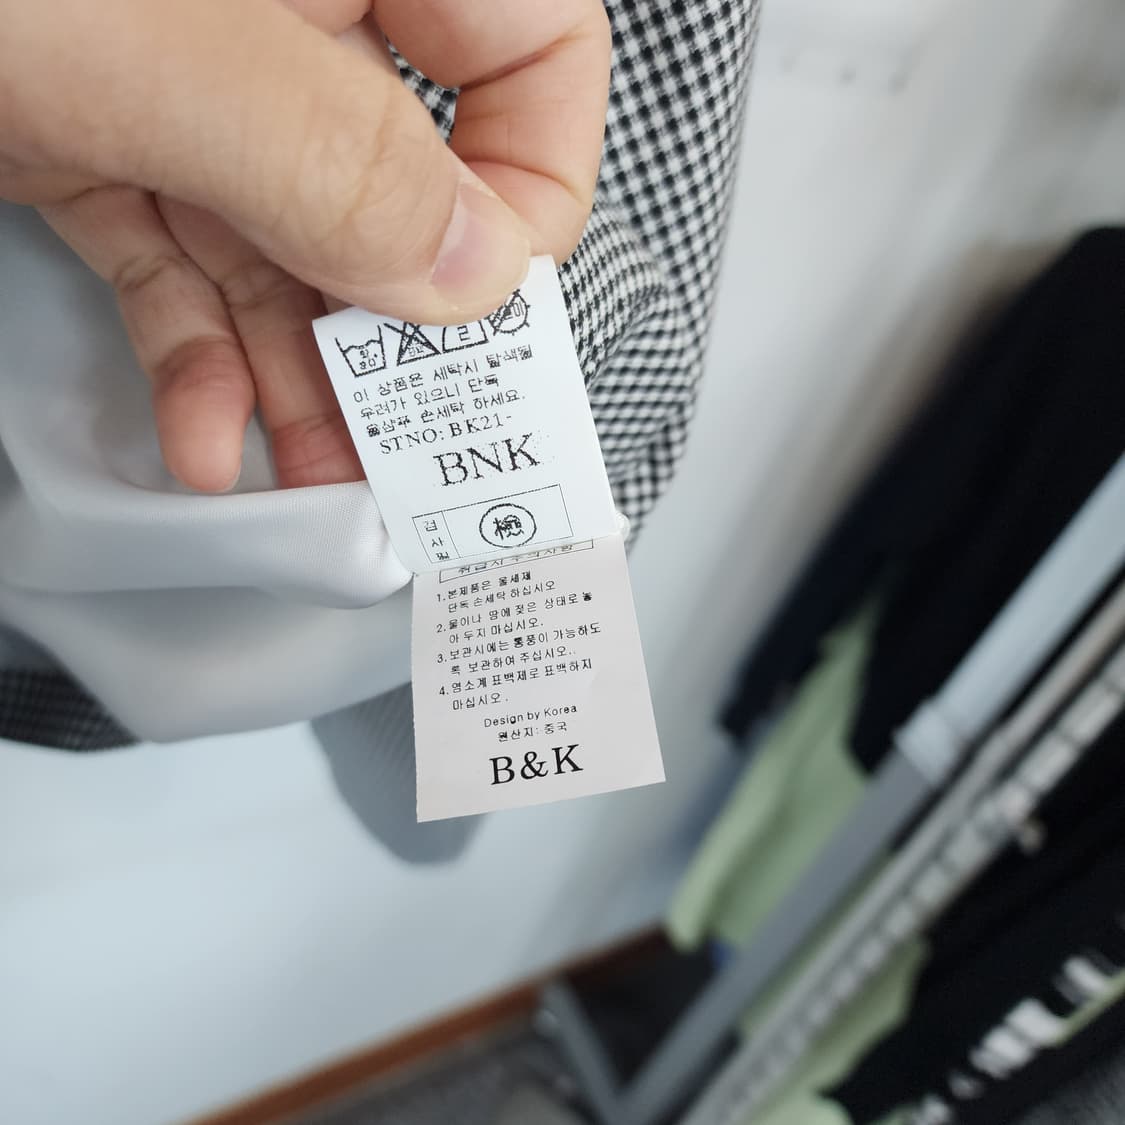 이 상품은 세탁시 탈색될
우려가 있으니 단독
울샴푸 손세탁 하세요.
STNO: BK21-
BNK
검
사
필
檢
취급시 주의사항
1. 본제품은 울세제
단독 손세탁 하십시오
2. 물이나 땀에 젖은 상태로 놓
아 두지 마십시오.
3. 보관시에는 통풍이 가능하도
록 보관하여 주십시오..
4. 염소계 표백제로 표백하지
마십시오.
Design by Korea
원산지: 중국
B&K